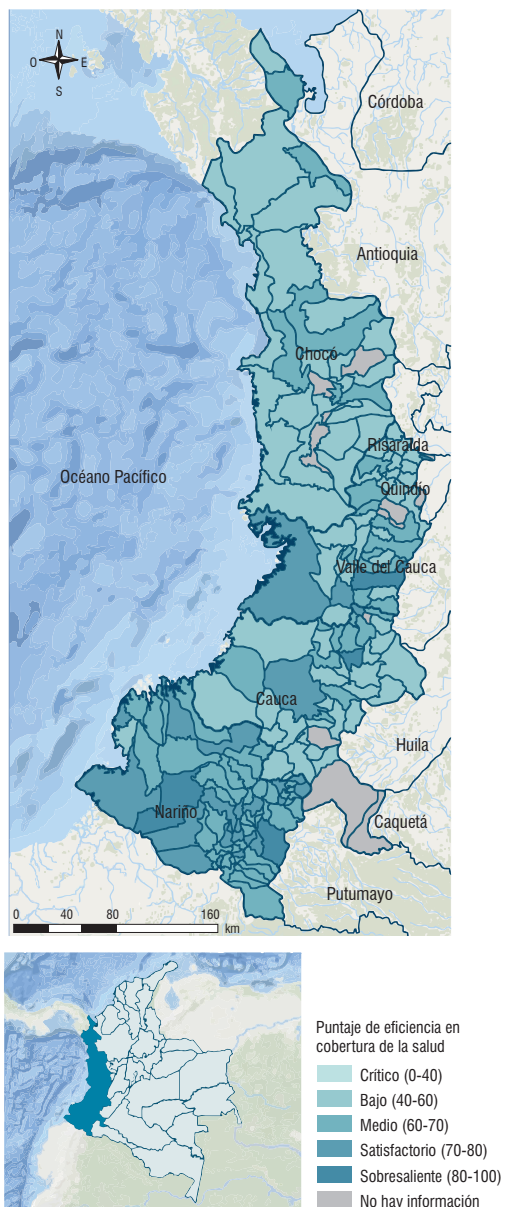 N
O
E
S
Córdoba
Antioquia
Chocó
Risaralda
Océano Pacífico
Quindío
Valle del Cauca
Cauca
Huila
Nariño
Caquetá
Putumayo
0 40 80 160
km
Puntaje de eficiencia en
cobertura de la salud
Crítico (0-40)
Bajo (40-60)
Medio (60-70)
Satisfactorio (70-80)
Sobresaliente (80-100)
No hay información